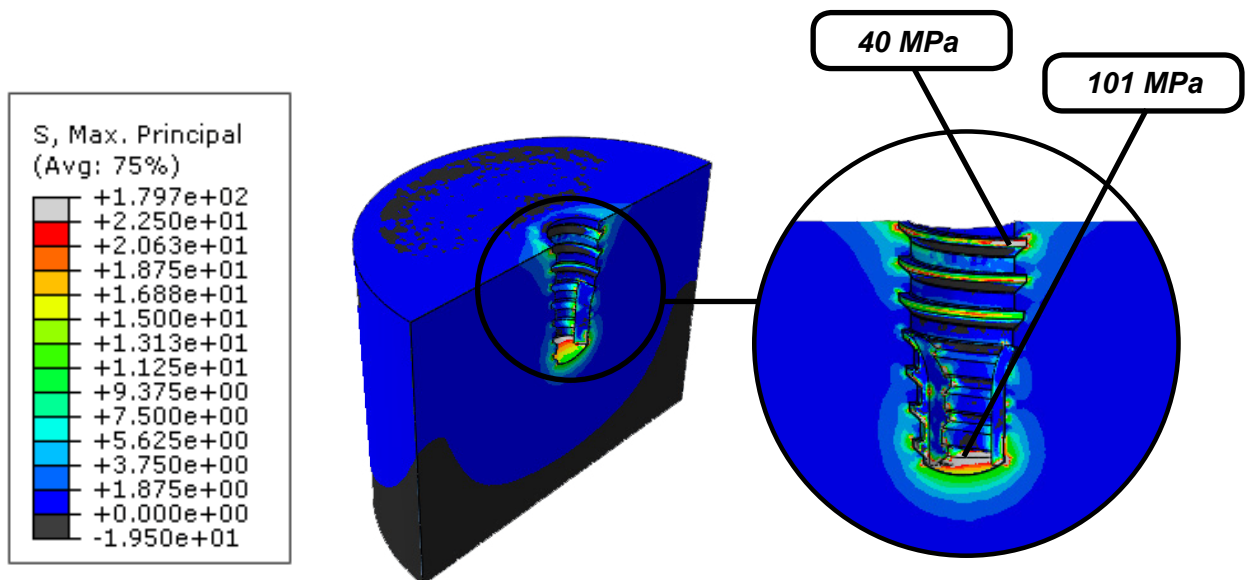 40 MPa
101 MPa
S, Max. Principal
(Avg: 75%)
+1.797e+02
+2.250e+01
+2.063e+01
+1.875e+01
+1.688e+01
+1.500e+01
+1.313e+01
+1.125e+01
+9.375e+00
+7.500e+00
+5.625e+00
+3.750e+00
+1.875e+00
+0.000e+00
-1.950e+01